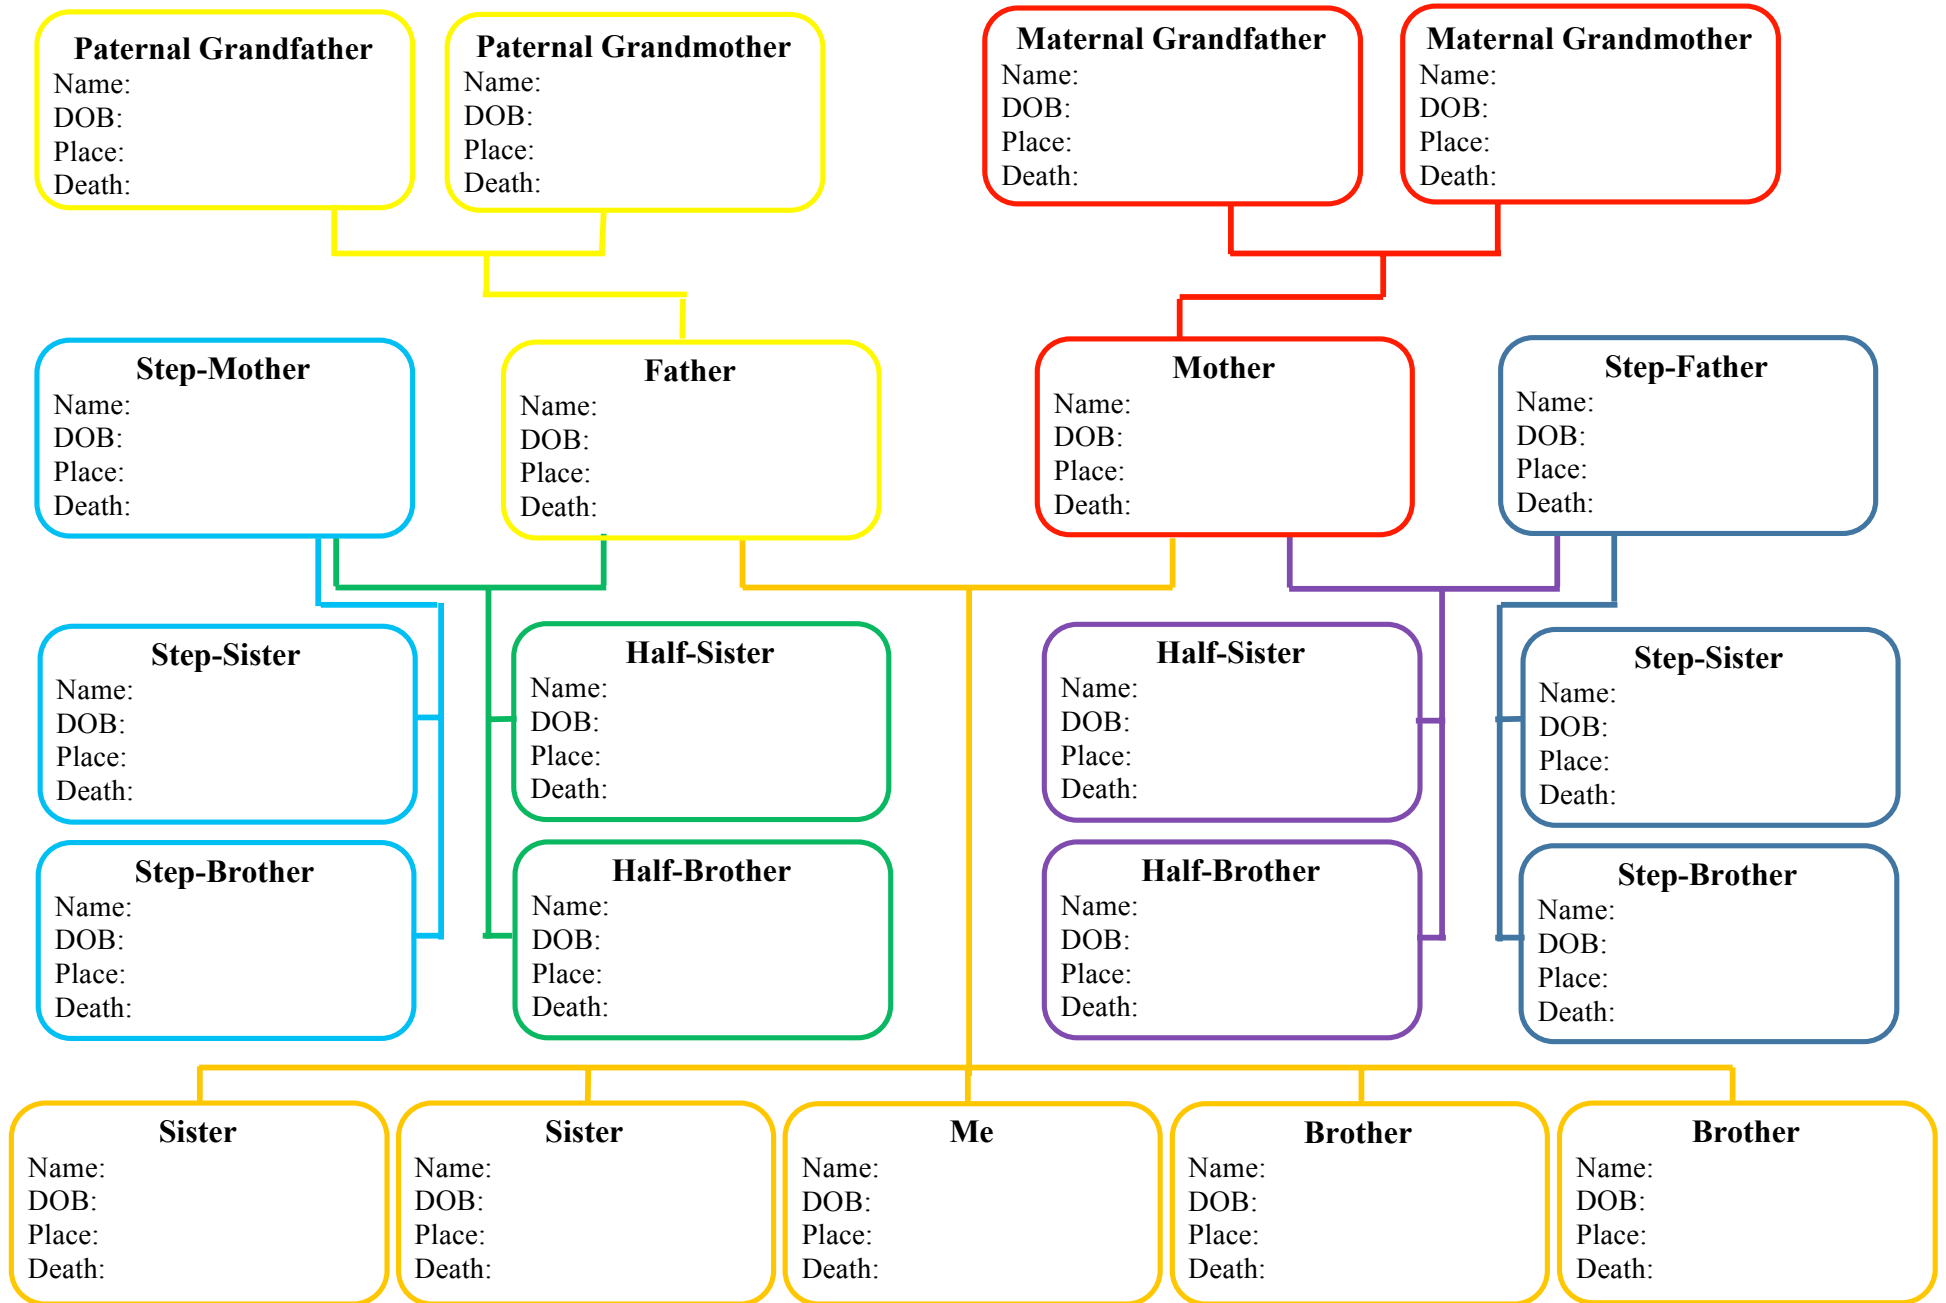 Paternal Grandfather
Name:
DOB:
Place:
Death:
Paternal Grandmother
Name:
DOB:
Place:
Death:
Maternal Grandfather
Name:
DOB:
Place:
Death:
Maternal Grandmother
Name:
DOB:
Place:
Death:
Step-Mother
Name:
DOB:
Place:
Death:
Father
Name:
DOB:
Place:
Death:
Mother
Name:
DOB:
Place:
Death:
Step-Father
Name:
DOB:
Place:
Death:
Step-Sister
Name:
DOB:
Place:
Death:
Half-Sister
Name:
DOB:
Place:
Death:
Half-Sister
Name:
DOB:
Place:
Death:
Step-Sister
Name:
DOB:
Place:
Death:
Step-Brother
Name:
DOB:
Place:
Death:
Half-Brother
Name:
DOB:
Place:
Death:
Half-Brother
Name:
DOB:
Place:
Death:
Step-Brother
Name:
DOB:
Place:
Death:
Sister
Name:
DOB:
Place:
Death:
Sister
Name:
DOB:
Place:
Death:
Me
Name:
DOB:
Place:
Death:
Brother
Name:
DOB:
Place:
Death:
Brother
Name:
DOB:
Place:
Death: